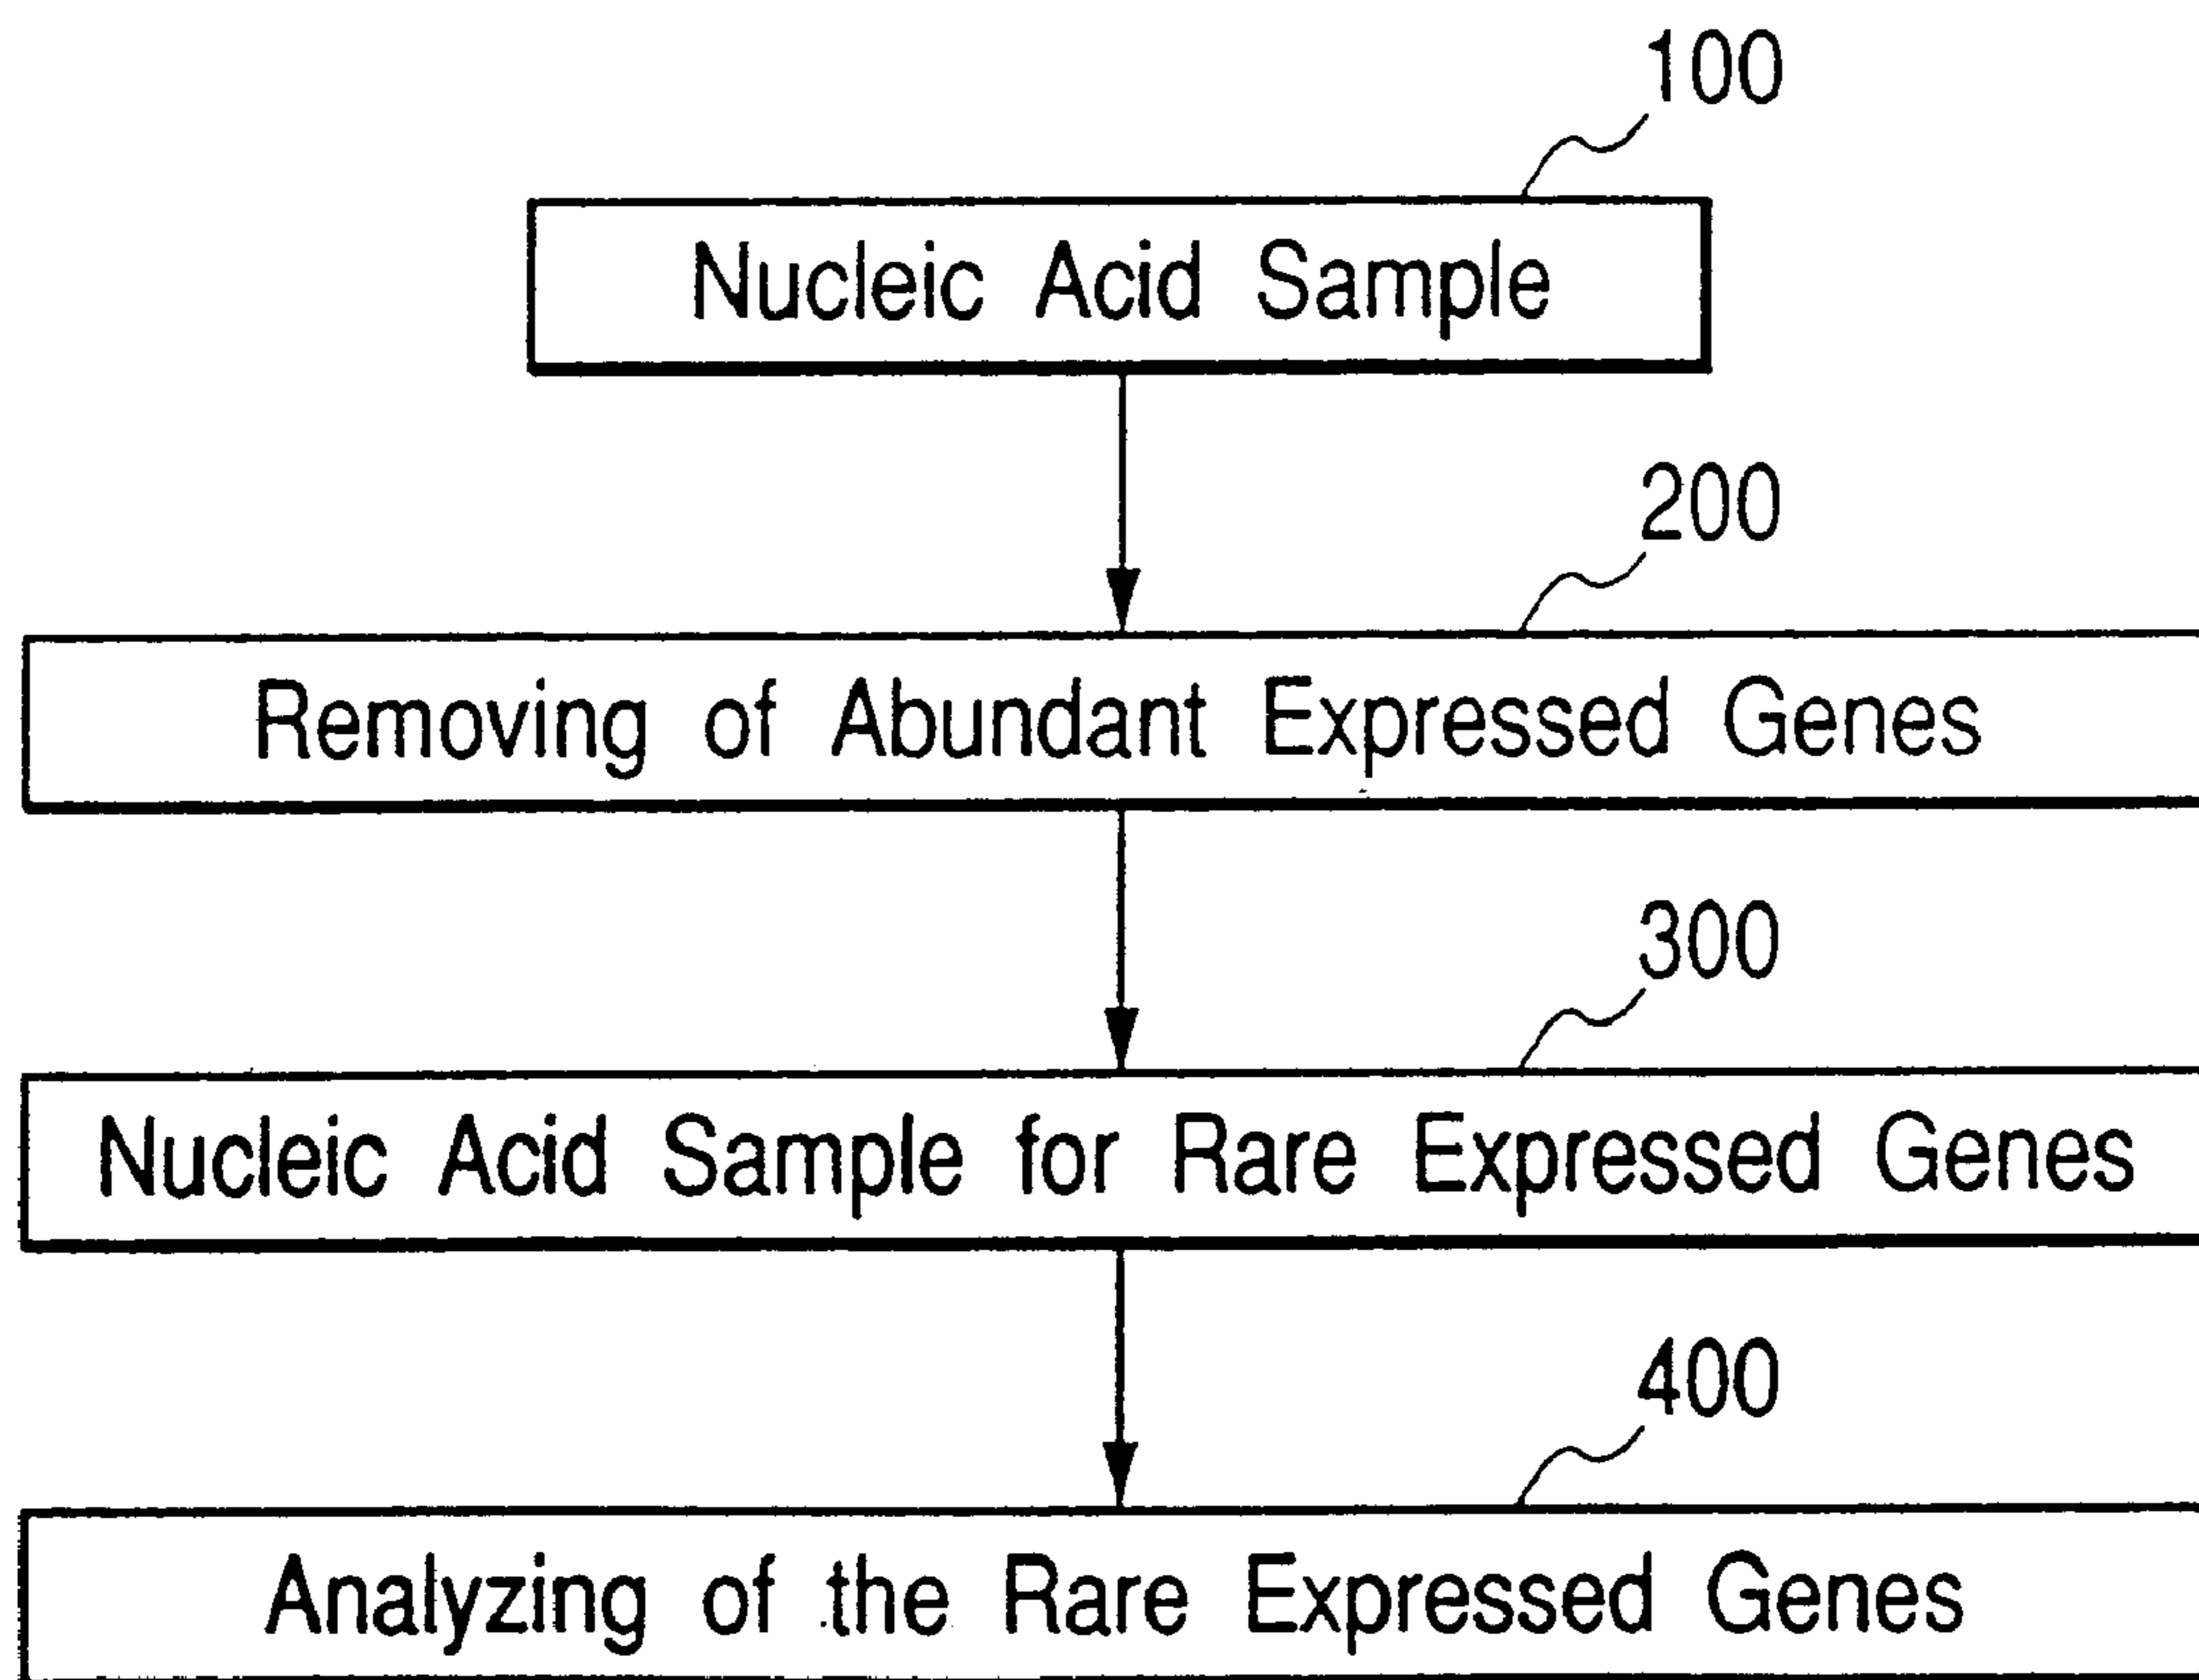 100
Nucleic Acid Sample
200
Removing of Abundant Expressed Genes
300
Nucleic Acid Sample for Rare Expressed Genes
400
Analyzing of the Rare Expressed Genes